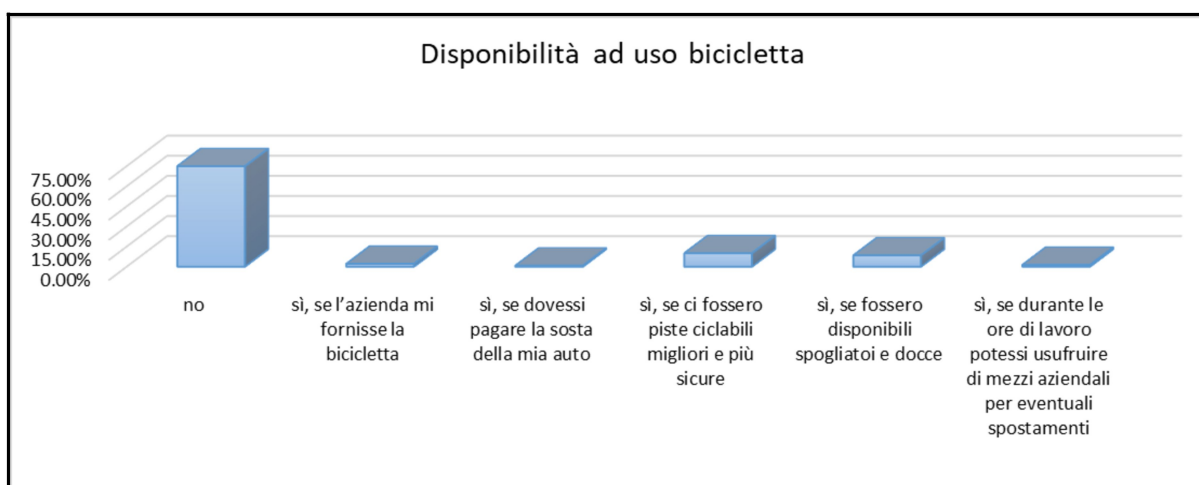 Disponibilità ad uso bicicletta
75.00%
60.00%
45.00%
30.00%
15.00%
0.00%
no
sì, se l’azienda mi
fornisse la
bicicletta
sì, se dovessi
pagare la sosta
della mia auto
sì, se ci fossero
piste ciclabili
migliori e più
sicure
sì, se fossero
disponibili
spogliatoi e docce
sì, se durante le
ore di lavoro
potessi usufruire
di mezzi aziendali
per eventuali
spostamenti